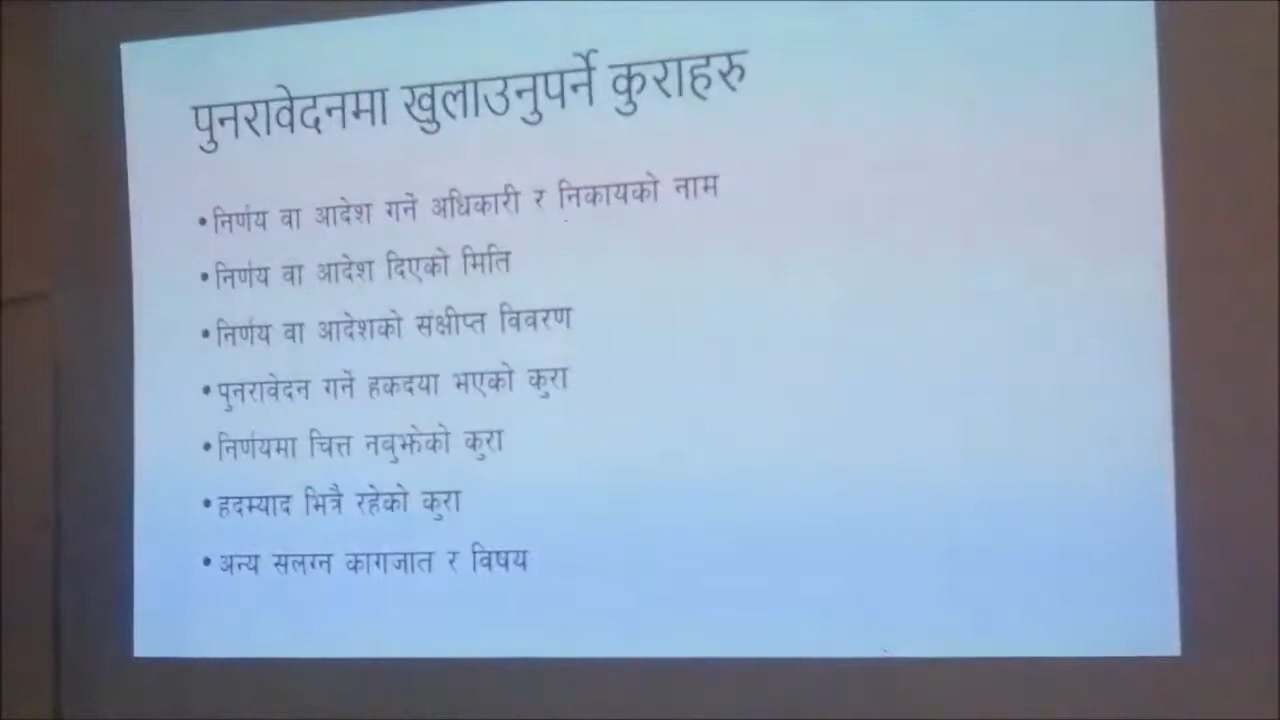 पुनरावेदनमा खुलाउनुपर्ने कुराहरु
•निर्णय वा आदेश गर्ने अधिकारी र निकायको नाम
•निर्णय वा आदेश दिएको मिति
•निर्णय वा आदेशको संक्षीप्त विवरण
•पुनरावेदन गर्ने हकदया भएको कुरा
•निर्णयमा चित्त नबुझेको कुरा
•हदम्याद भित्रै रहेको कुरा
•अन्य सलग्न कागजात र विषय